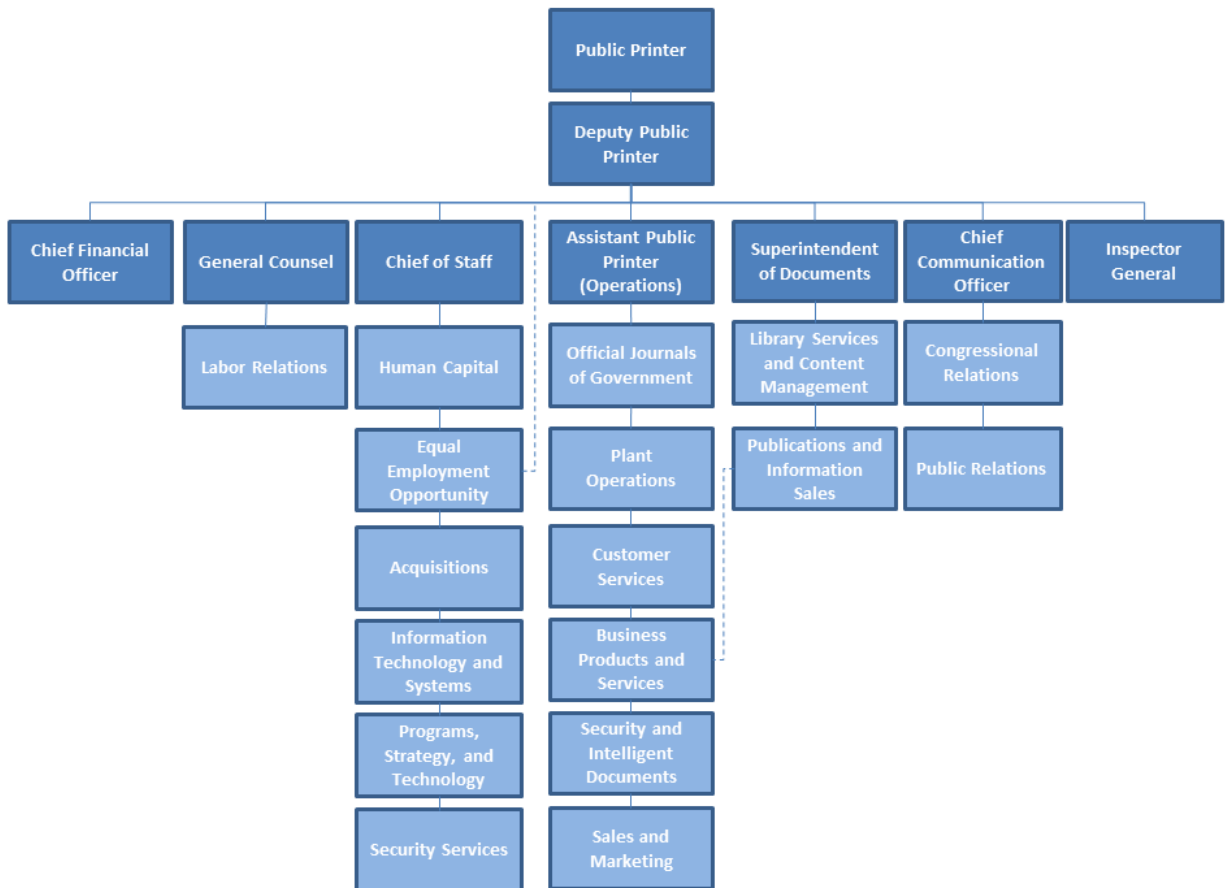 Public Printer
Deputy Public
Printer
Chief Financial
Officer
General Counsel
Chief of Staff
Assistant Public
Printer
(Operations)
Superintendent
of Documents
Chief
Communication
Officer
Inspector
General
Labor Relations
Human Capital
Equal
Employment
Opportunity
Acquisitions
Information
Technology and
Systems
Programs,
Strategy, and
Technology
Security Services
Official Journals
of Government
Plant
Operations
Customer
Services
Business
Products and
Services
Security and
Intelligent
Documents
Sales and
Marketing
Library Services
and Content
Management
Publications and
Information
Sales
Congressional
Relations
Public Relations